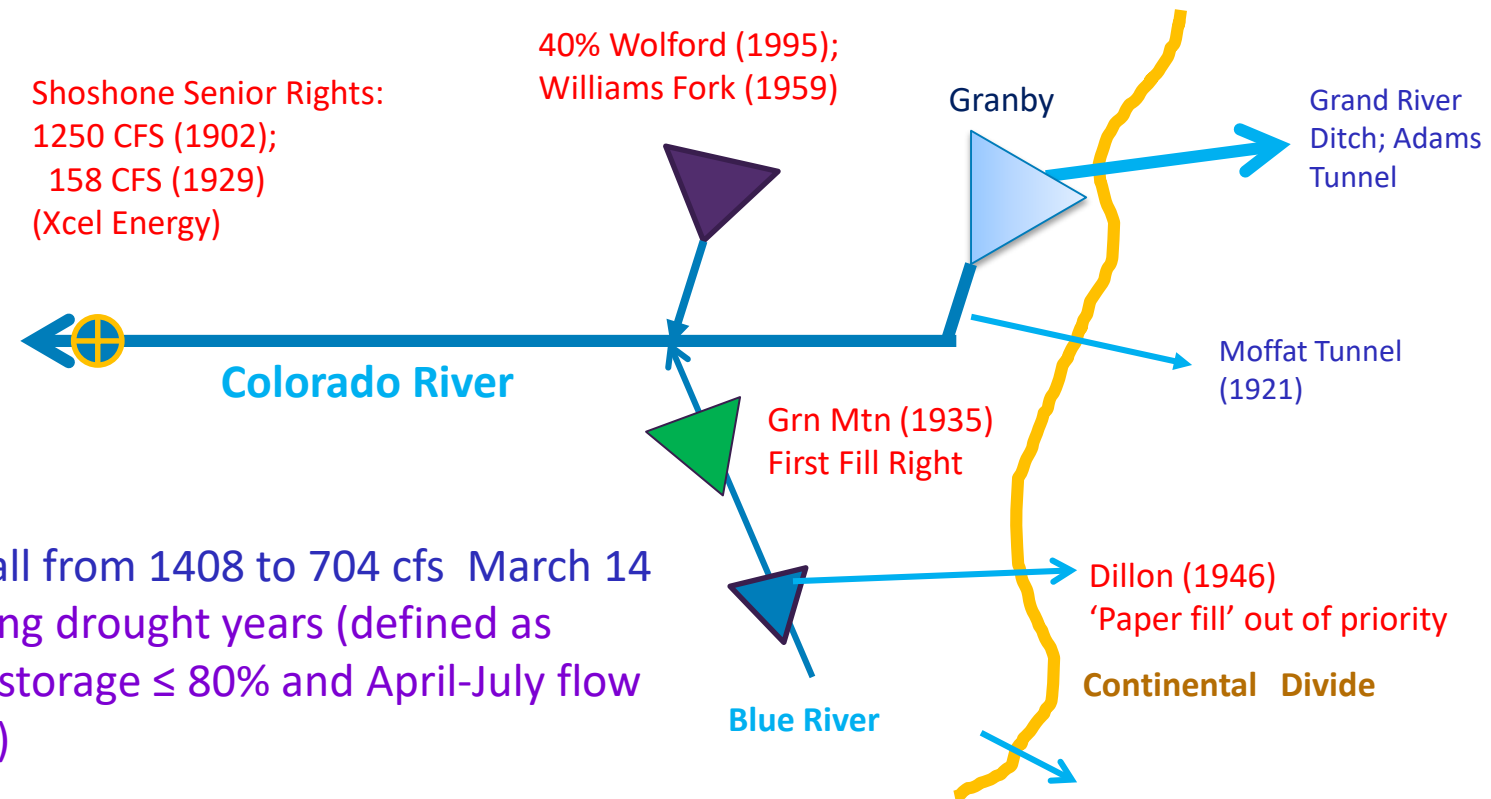 40% Wolford (1995);
Williams Fork (1959)
Shoshone Senior Rights:
1250 CFS (1902);
158 CFS (1929)
(Xcel Energy)
Granby
Grand River
Ditch; Adams
Tunnel
Moffat Tunnel
(1921)
Colorado River
Grn Mtn (1935)
First Fill Right
all from 1408 to 704 cfs March 14
ng drought years (defined as
storage ≤ 80% and April-July flow
)
Dillon (1946)
'Paper fill' out of priority
Continental Divide
Blue River